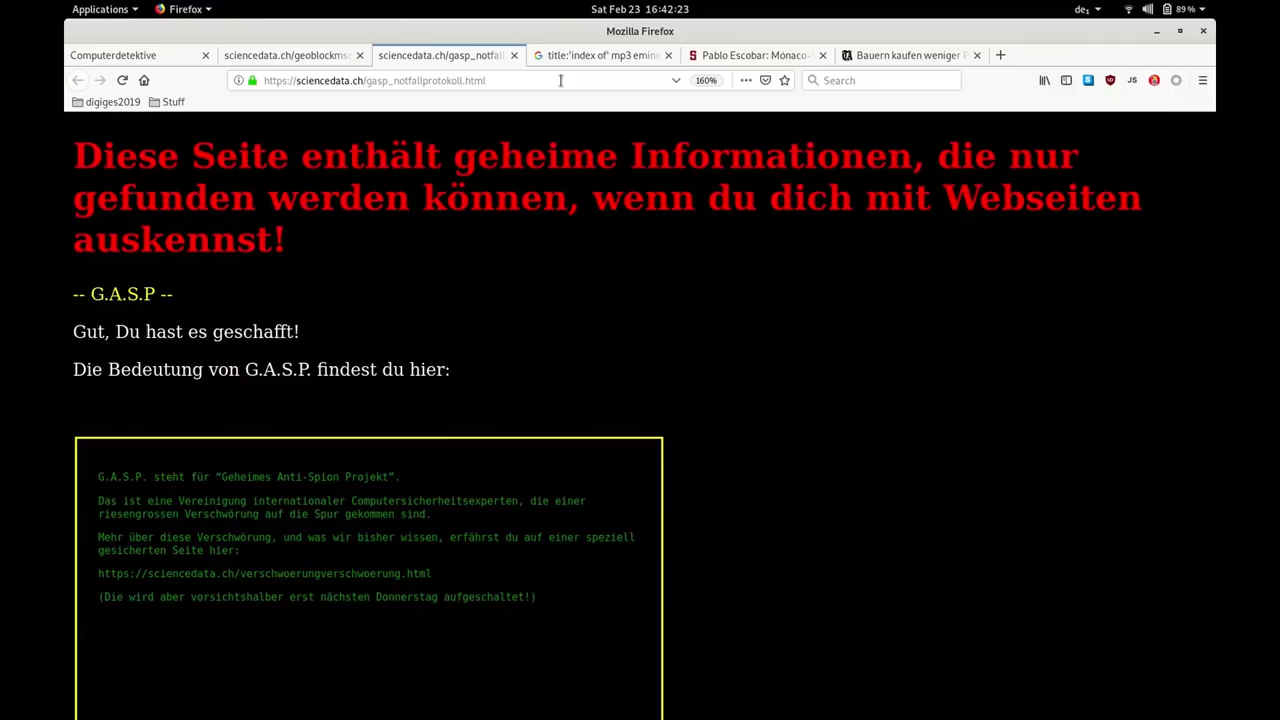 Applications Firefox Sat Feb 23 16:42:23 de₁ 89 %
Mozilla Firefox
Computerdetektive sciencedata.ch/geoblockmsc sciencedata.ch/gasp_notfall title:'index of' mp3 emine Pablo Escobar: Mónaco- Bauern kaufen weniger P
https://sciencedata.ch/gasp_notfallprotokoll.html 160% Search JS
digiges2019 Stuff
Diese Seite enthält geheime Informationen, die nur
gefunden werden können, wenn du dich mit Webseiten
auskennst!
-- G.A.S.P --
Gut, Du hast es geschafft!
Die Bedeutung von G.A.S.P. findest du hier:
G.A.S.P. steht für “Geheimes Anti-Spion Projekt”.
Das ist eine Vereinigung internationaler Computersicherheitsexperten, die einer
riesengrossen Verschwörung auf die Spur gekommen sind.
Mehr über diese Verschwörung, und was wir bisher wissen, erfährst du auf einer speziell
gesicherten Seite hier:
https://sciencedata.ch/verschwoerungverschwoerung.html
(Die wird aber vorsichtshalber erst nächsten Donnerstag aufgeschaltet!)